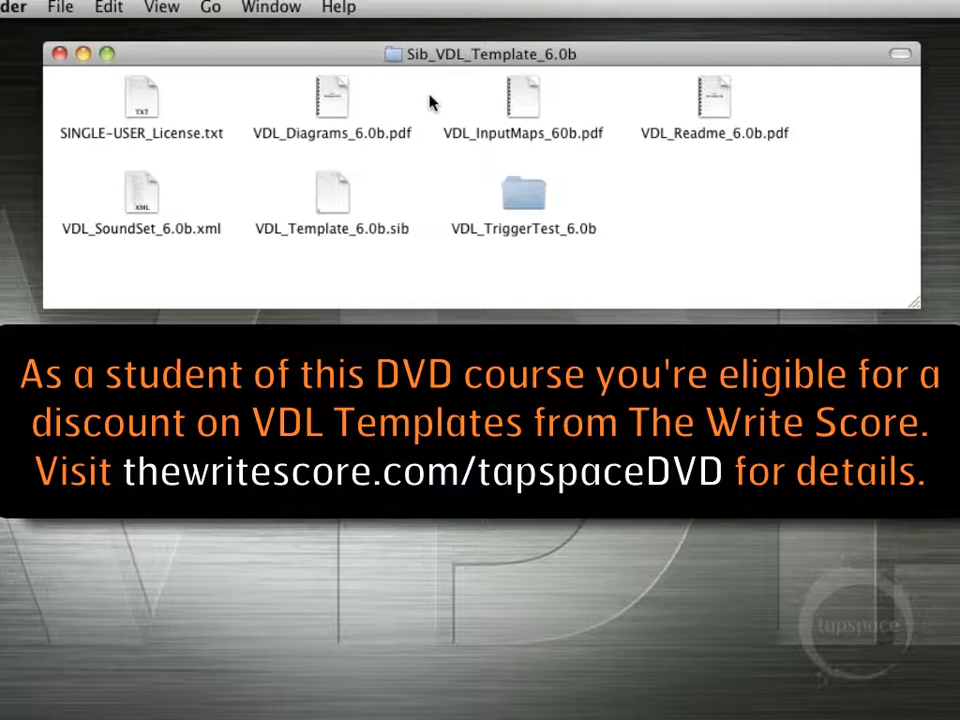 der File Edit View Go Window Help
Sib_VDL_Template_6.0b
TXT
SINGLE-USER_License.txt VDL_Diagrams_6.0b.pdf VDL_InputMaps_60b.pdf VDL_Readme_6.0b.pdf
XML
VDL_SoundSet_6.0b.xml VDL_Template_6.0b.sib VDL_TriggerTest_6.0b
As a student of this DVD course you're eligible for a
discount on VDL Templates from The Write Score.
Visit thewritescore.com/tapspaceDVD for details.
tapspace